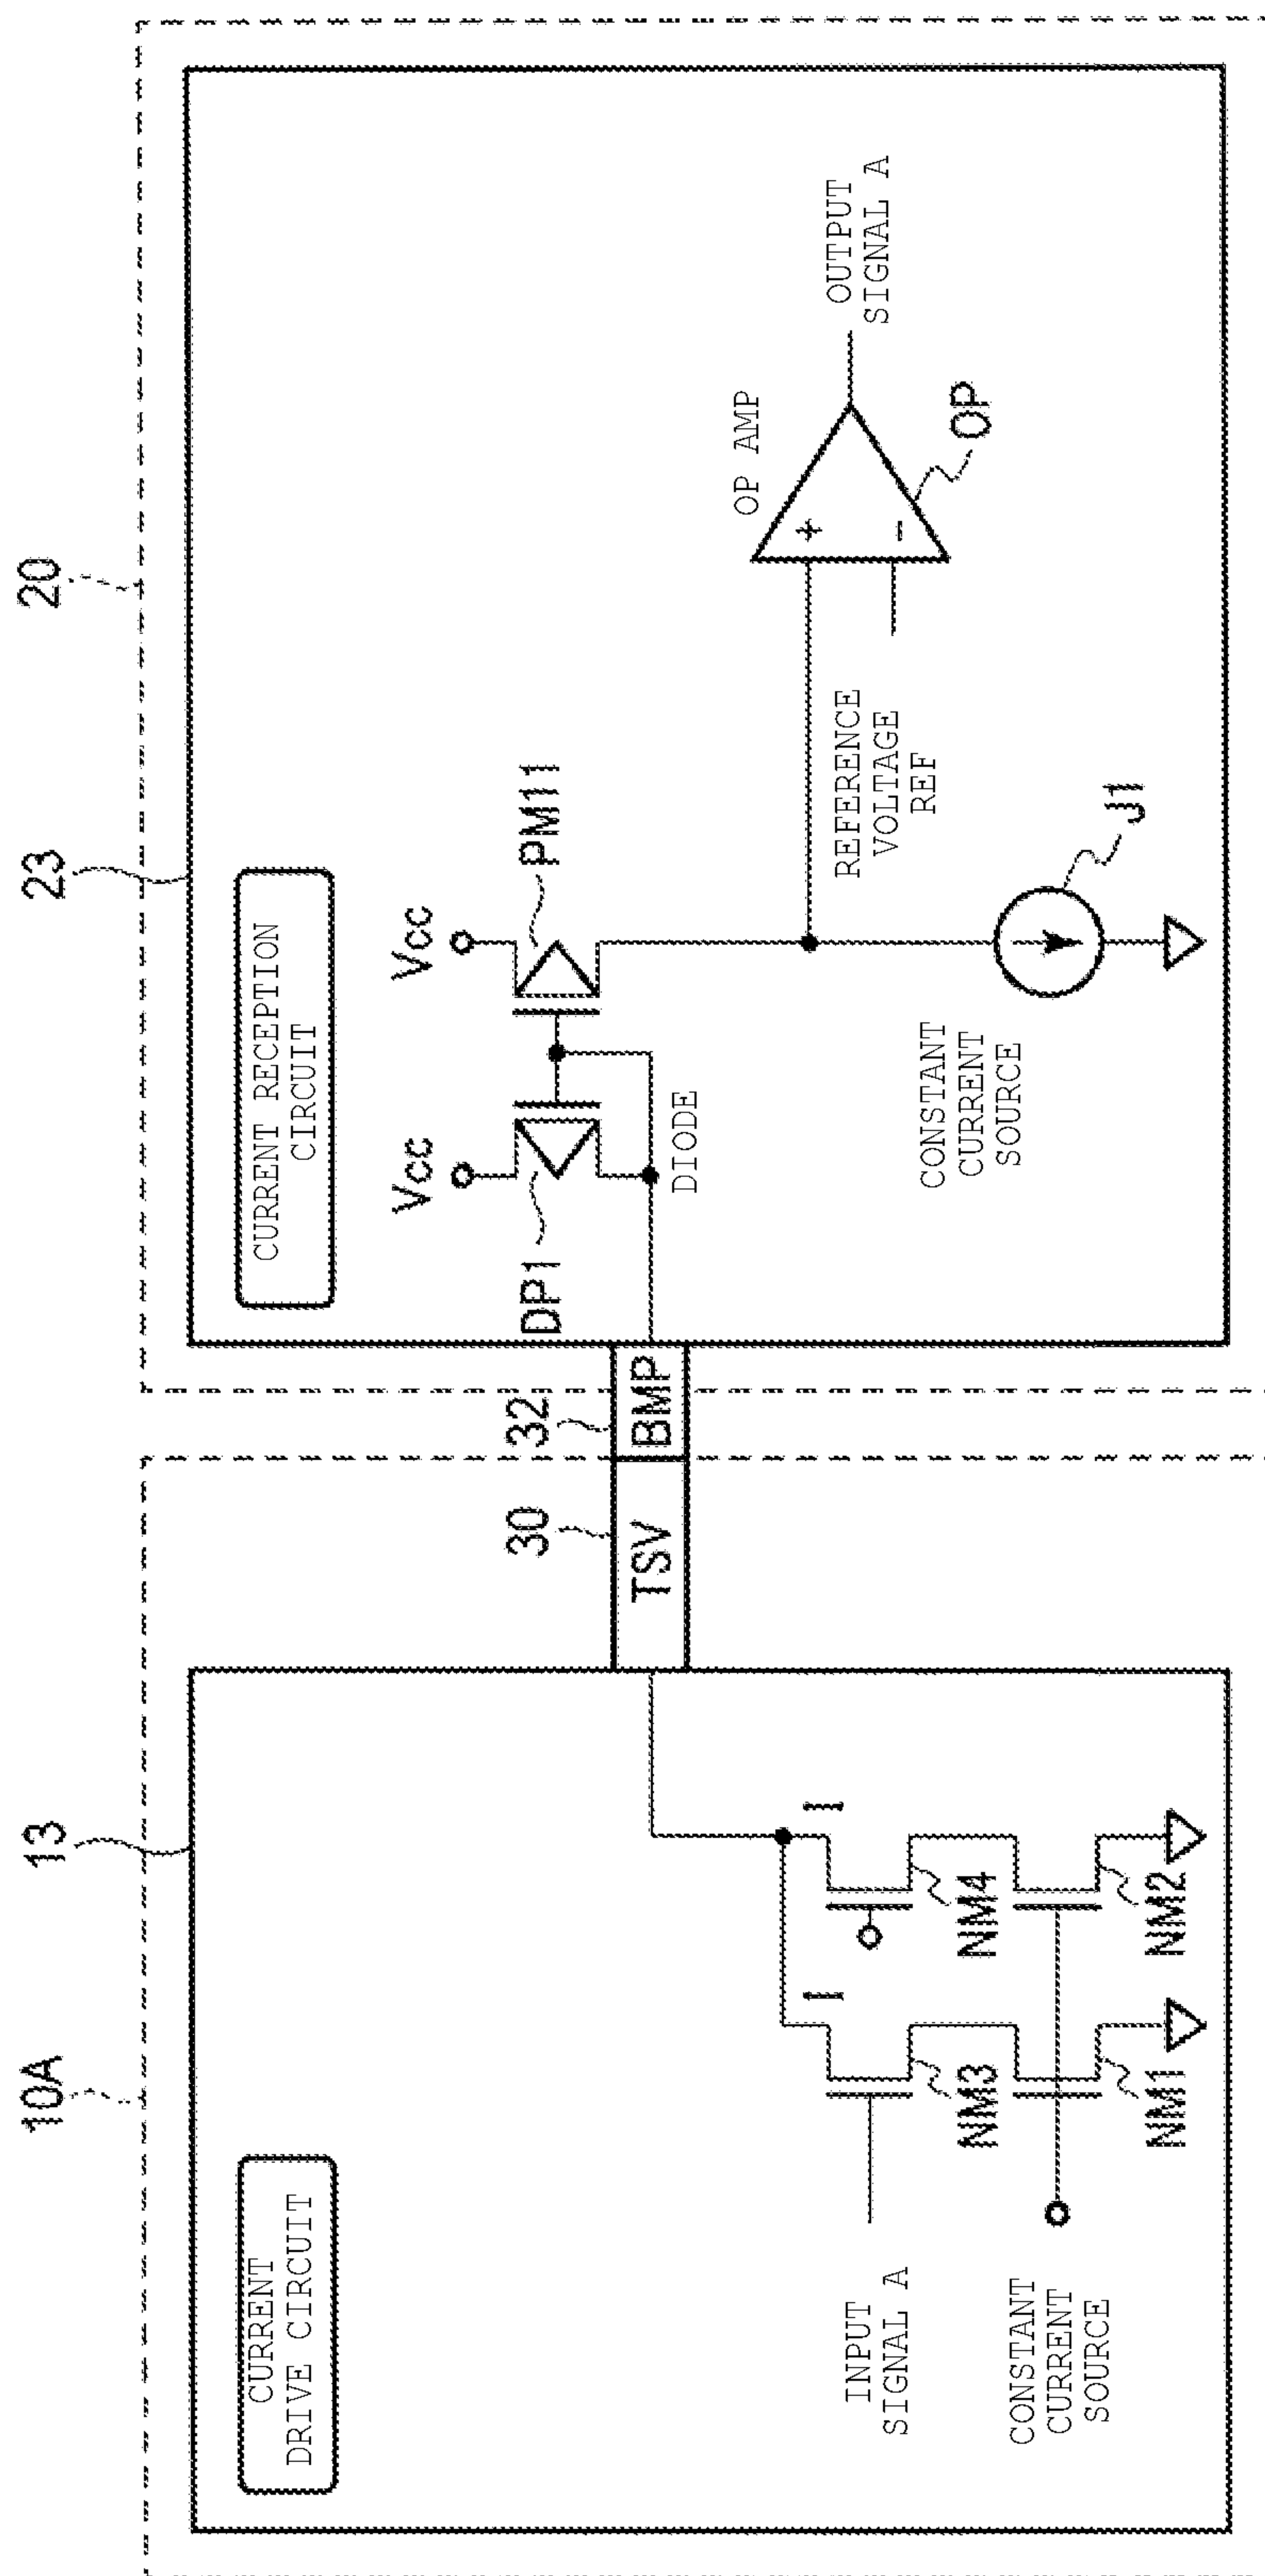 10A
13
20
23
CURRENT
DRIVE CIRCUIT
INPUT
SIGNAL A
CONSTANT
CURRENT
SOURCE
I
I
NM3
NM4
NM1
NM2
30
TSV
32
BMP
CURRENT RECEPTION
CIRCUIT
Vcc
Vcc
DP1
PM11
DIODE
CONSTANT
CURRENT
SOURCE
J1
REFERENCE
VOLTAGE
REF
OP AMP
+
-
OP
OUTPUT
SIGNAL A